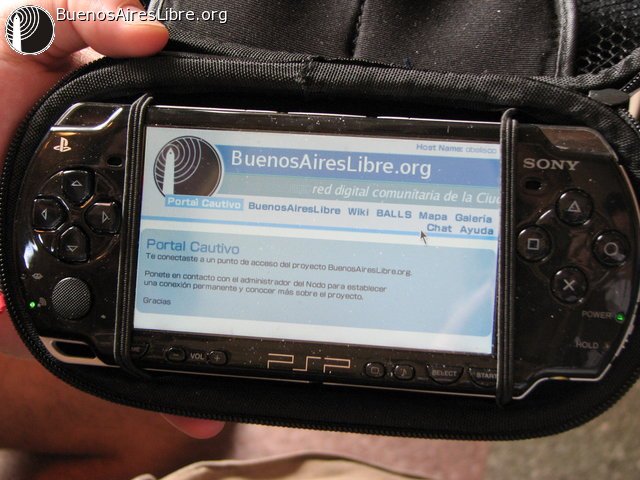 BuenosAiresLibre.org
Host Name: obelisco
BuenosAiresLibre.org
SONY
red digital comunitaria de la Ciu
Portal Cautivo BuenosAiresLibre Wiki BALLS Mapa Galeria
Chat Ayuda
Portal Cautivo
Te conectaste a un punto de acceso del proyecto BuenosAiresLibre.org.
Ponete en contacto con el administrador del Nodo para establecer
una conexión permanente y conocer más sobre el proyecto.
Gracias
POWER
HOLD
- VOL +
PSP
SELECT START